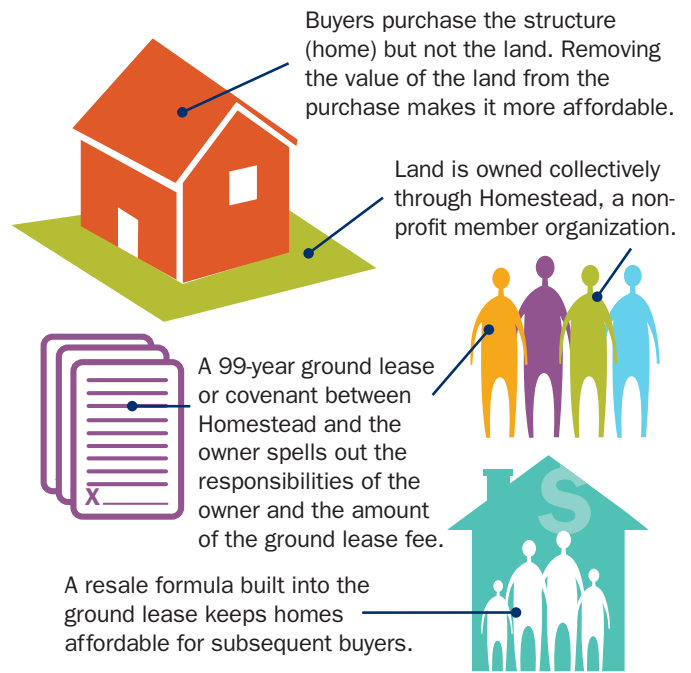 Buyers purchase the structure
(home) but not the land. Removing
the value of the land from the
purchase makes it more affordable.
Land is owned collectively
through Homestead, a non-
profit member organization.
A 99-year ground lease
or covenant between
Homestead and the
owner spells out the
responsibilities of the
owner and the amount
of the ground lease fee.
X
$
A resale formula built into the
ground lease keeps homes
affordable for subsequent buyers.